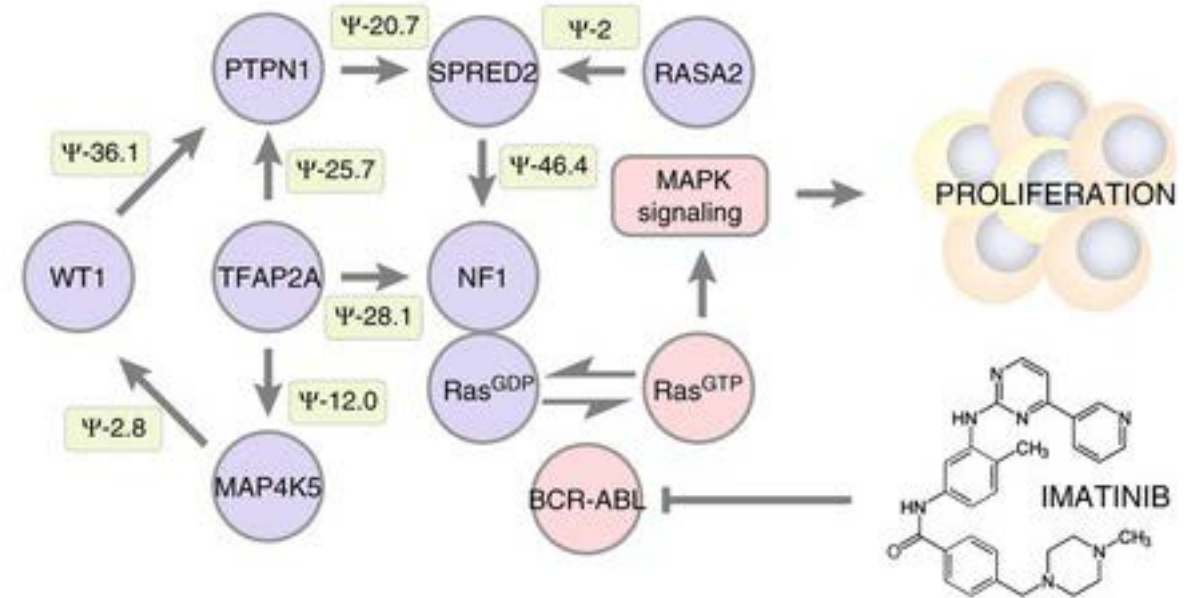 Ψ-20.7
Ψ-2
PTPN1
SPRED2
RASA2
Ψ-36.1
Ψ-25.7
Ψ-46.4
MAPK
signaling
PROLIFERATION
WT1
TFAP2A
NF1
Ψ-28.1
Ras^GDP
Ras^GTP
Ψ-12.0
Ψ-2.8
MAP4K5
BCR-ABL
IMATINIB
N
HN
N
N
CH₃
HN
O
N
N
CH₃